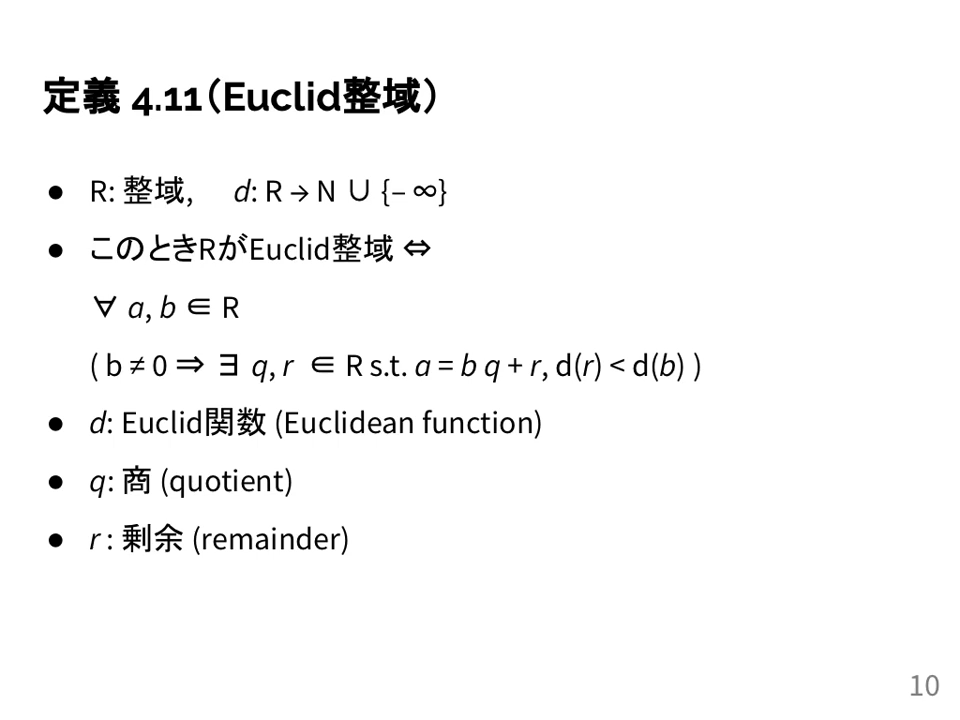 定義 4.11（Euclid整域）
● R: 整域,　d: R → N ∪ {− ∞}
● このときRがEuclid整域 ⇔
∀ a, b ∈ R
( b ≠ 0 ⇒ ∃ q, r ∈ R s.t. a = b q + r, d(r) < d(b) )
● d: Euclid関数 (Euclidean function)
● q: 商 (quotient)
● r : 剰余 (remainder)
10